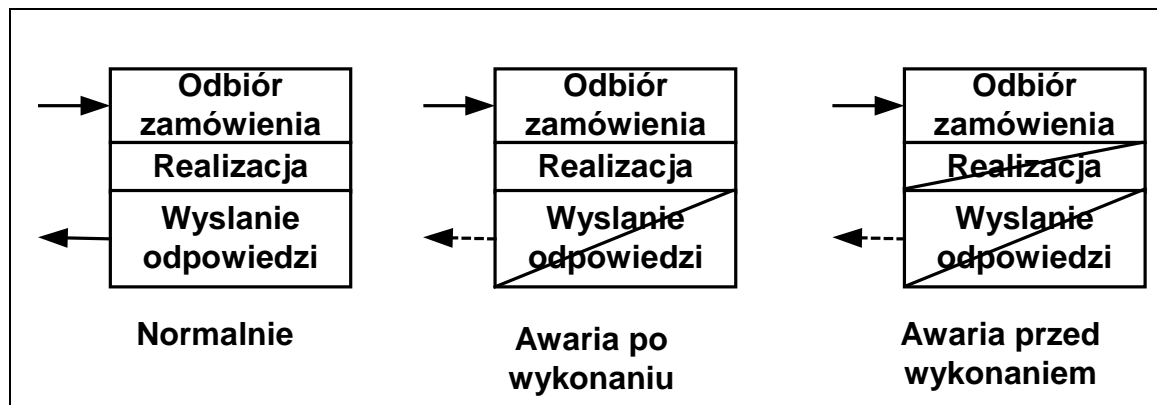 Odbiór
zamówienia
Realizacja
Wyslanie
odpowiedzi
Normalnie
Odbiór
zamówienia
Realizacja
Wyslanie
odpowiedzi
Awaria po
wykonaniu
Odbiór
zamówienia
Realizacja
Wyslanie
odpowiedzi
Awaria przed
wykonaniem